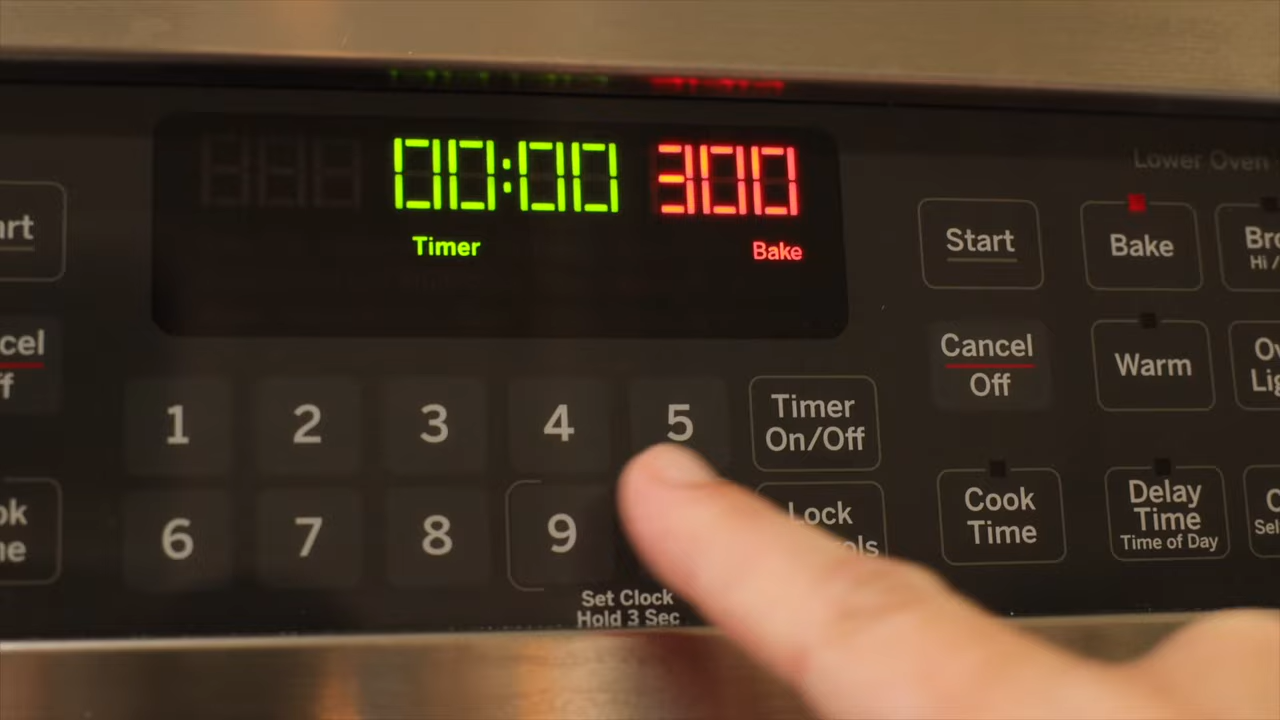 00:00 300
Timer Bake
Lower Oven
Start Bake
Cancel
Off
Warm
1 2 3 4 5
Timer
On/Off
6 7 8 9
Lock
Cook
Time
Delay
Time
Time of Day
Set Clock
Hold 3 Sec